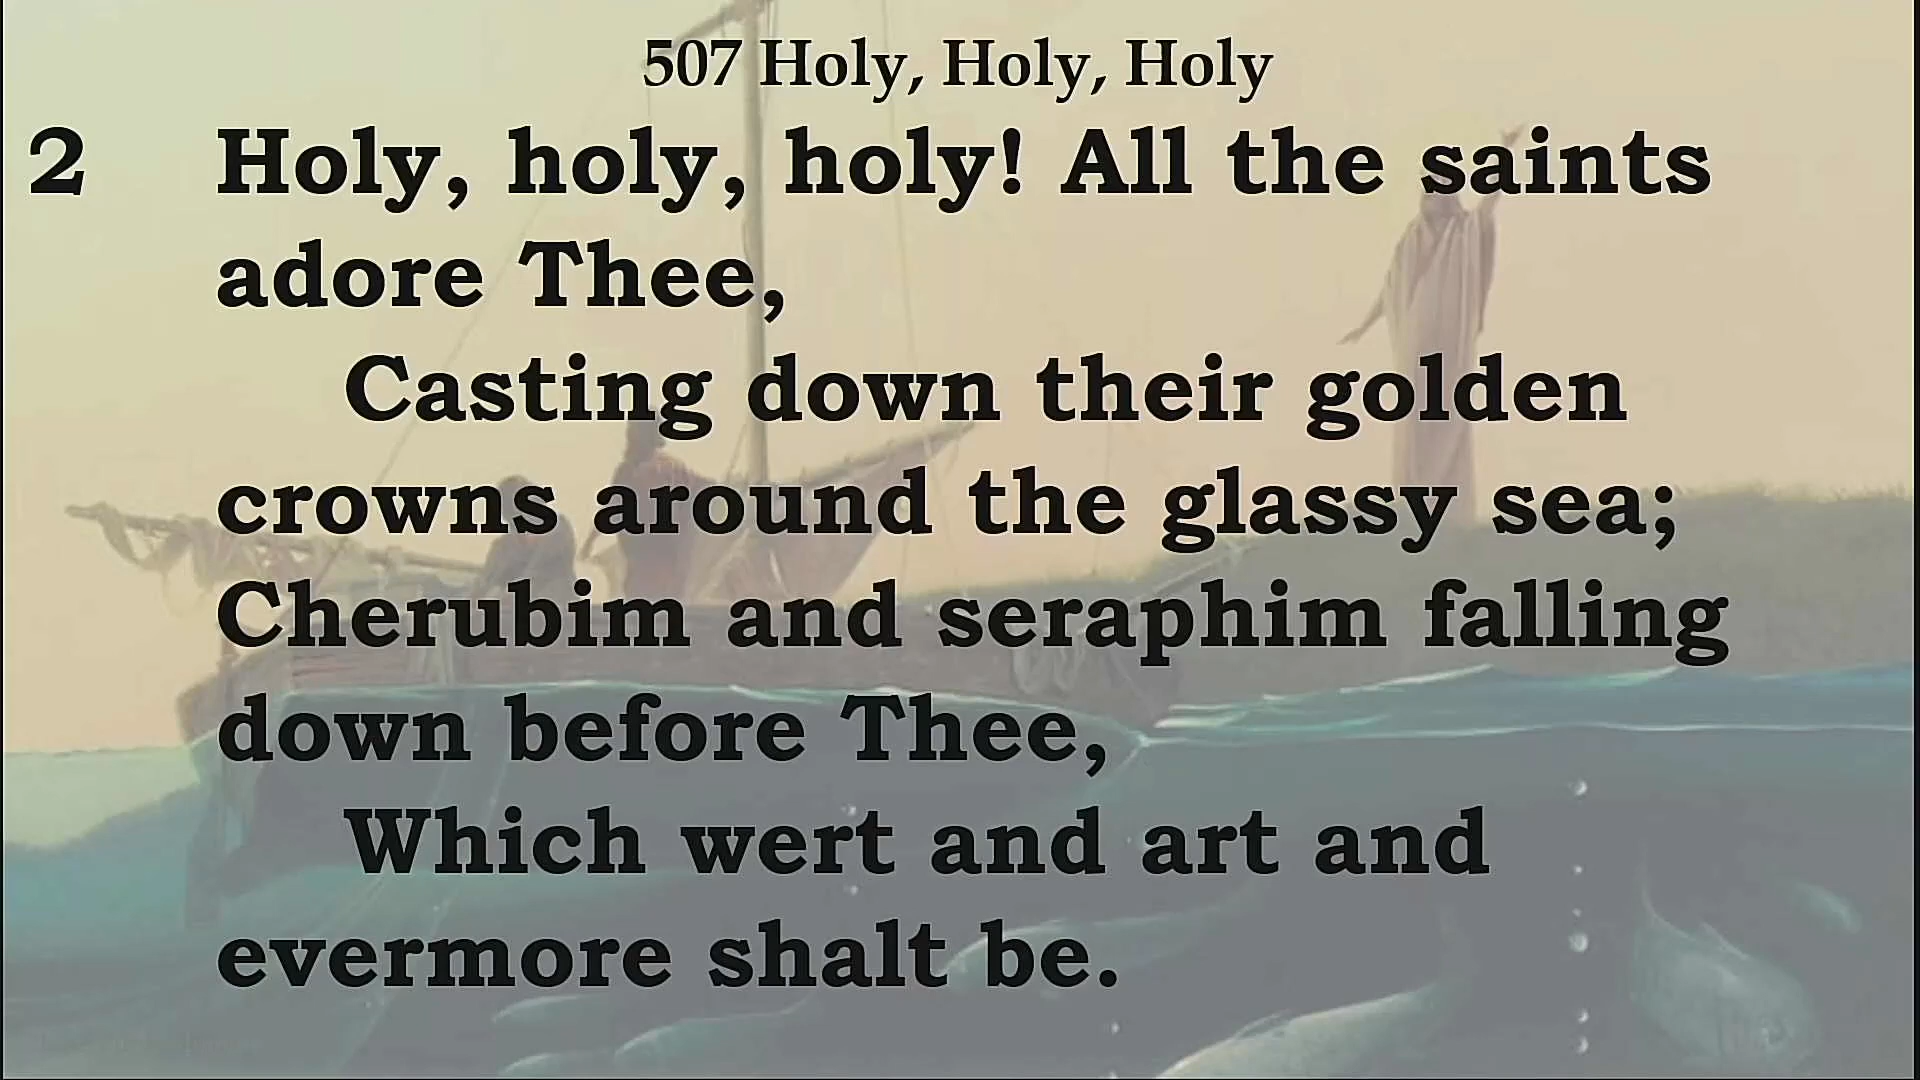 507 Holy, Holy, Holy
2 Holy, holy, holy! All the saints
adore Thee,
Casting down their golden
crowns around the glassy sea;
Cherubim and seraphim falling
down before Thee,
Which wert and art and
evermore shalt be.